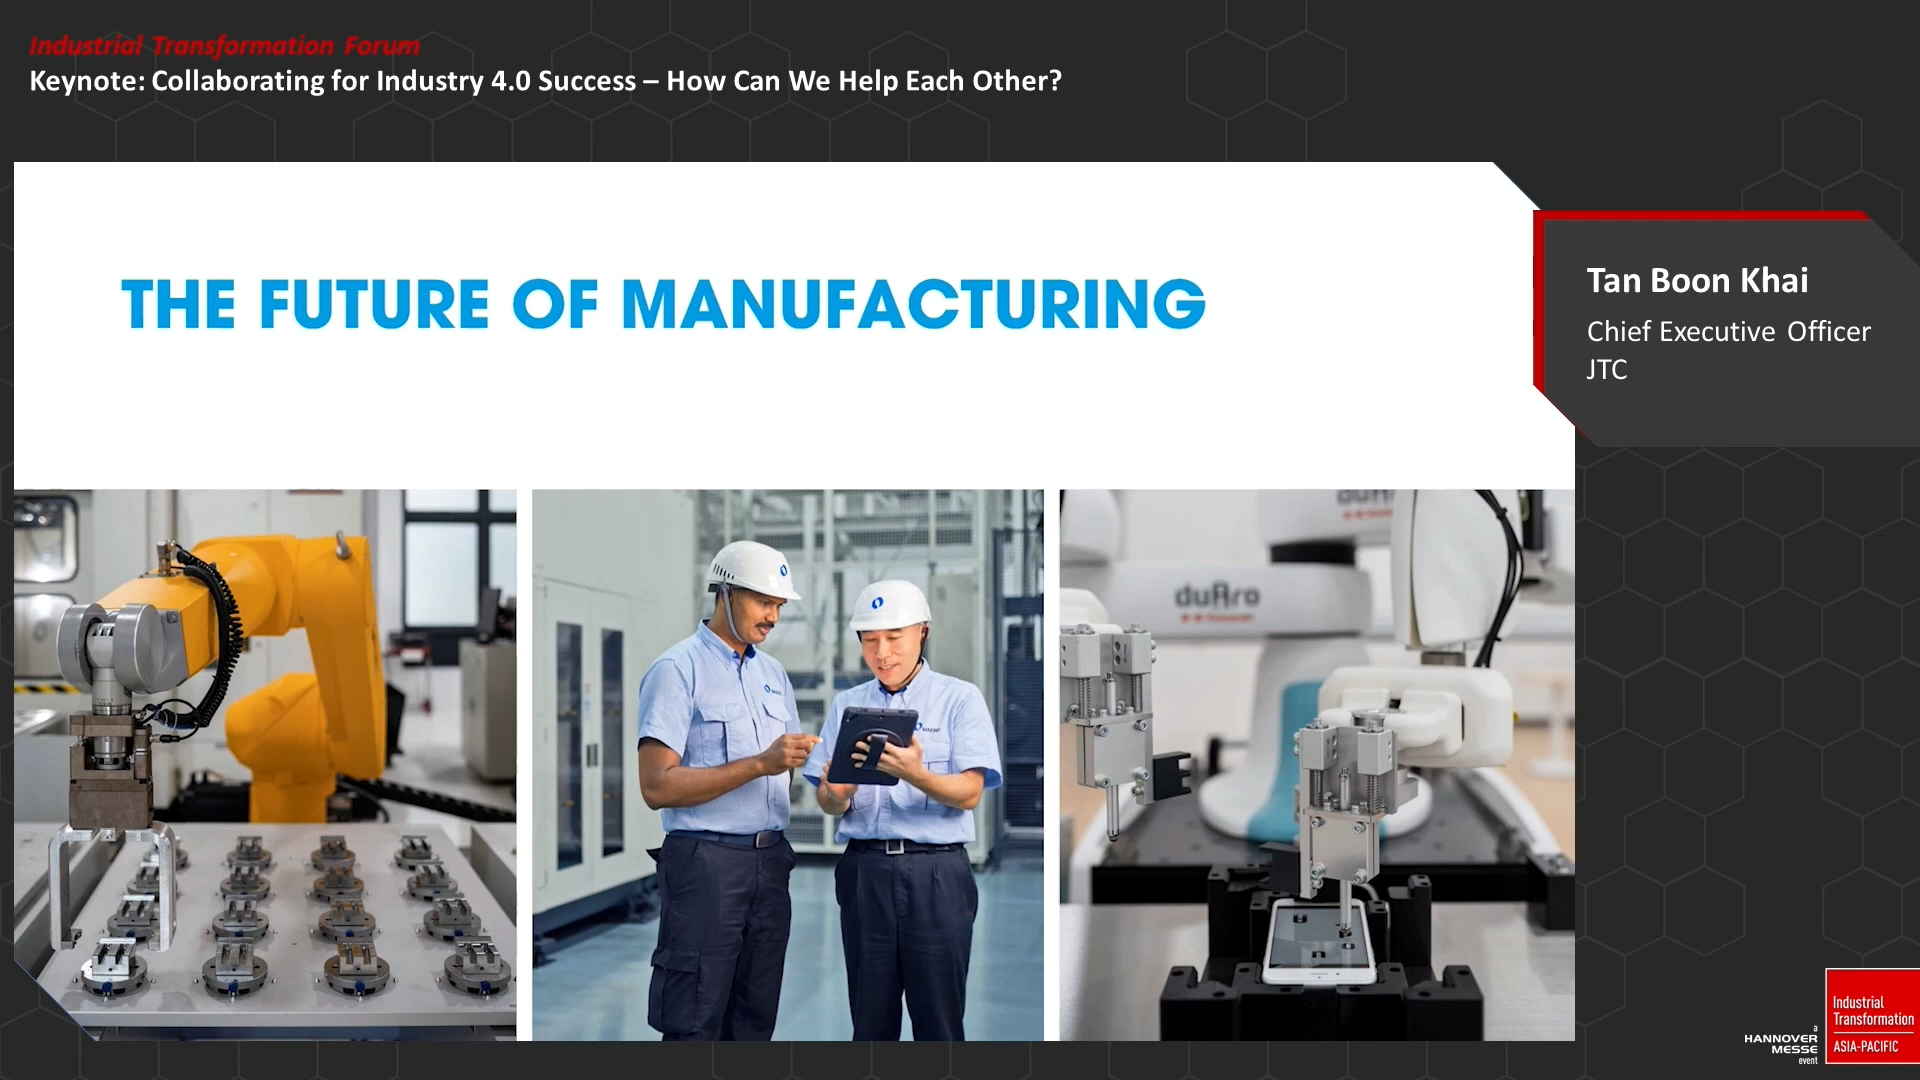 Industrial Transformation Forum
Keynote: Collaborating for Industry 4.0 Success – How Can We Help Each Other?
THE FUTURE OF MANUFACTURING
Tan Boon Khai
Chief Executive Officer
JTC
duAro
a
HANNOVER
MESSE
event
Industrial
Transformation
ASIA-PACIFIC